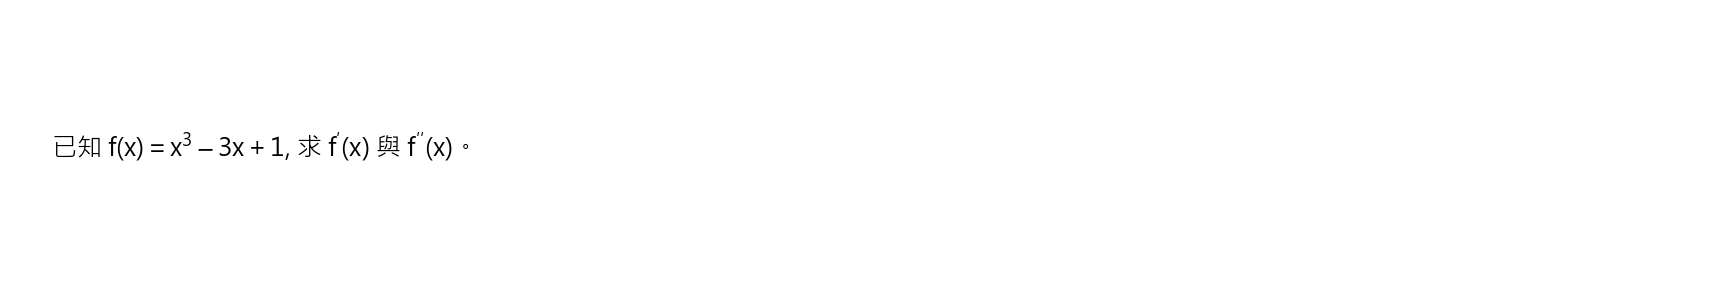 已知 f(x) = x³ – 3x + 1, 求 f′(x) 與 f′′(x)。